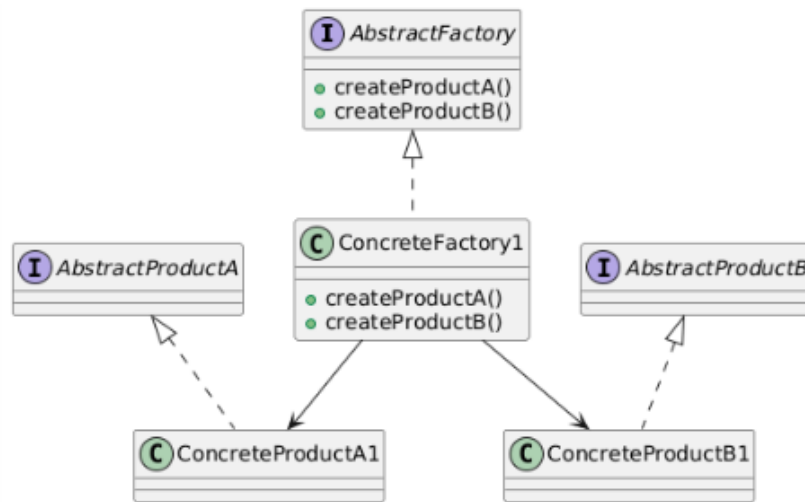 I AbstractFactory
createProductA()
createProductB()
C ConcreteFactory1
createProductA()
createProductB()
I AbstractProductA
I AbstractProductB
C ConcreteProductA1
C ConcreteProductB1